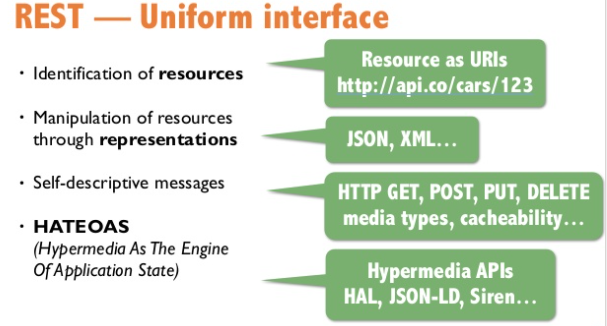 REST — Uniform interface
• Identification of resources
Resource as URIs
http://api.co/cars/123
• Manipulation of resources
through representations
JSON, XML...
• Self-descriptive messages
HTTP GET, POST, PUT, DELETE
media types, cacheability...
• HATEOAS
(Hypermedia As The Engine
Of Application State)
Hypermedia APIs
HAL, JSON-LD, Siren...